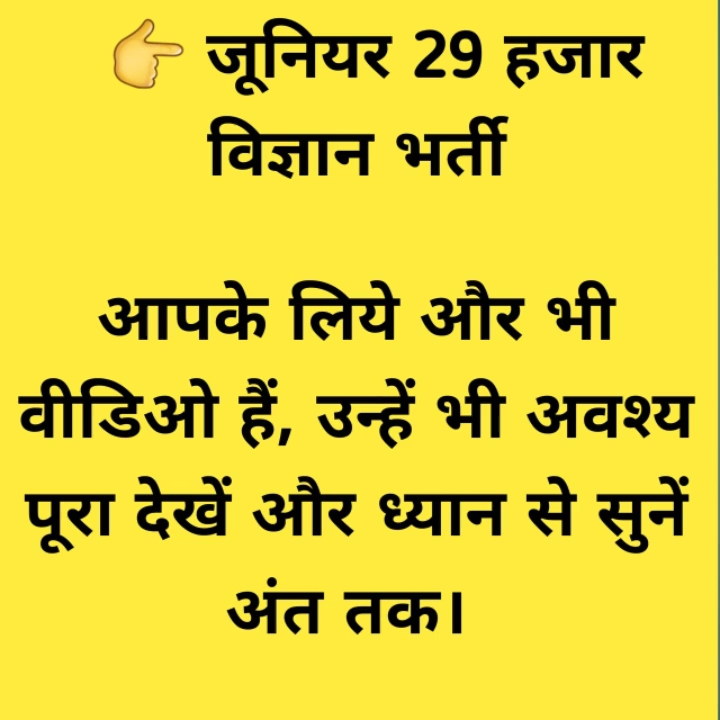 👉 जूनियर 29 हजार
विज्ञान भर्ती
आपके लिये और भी
वीडिओ हैं, उन्हें भी अवश्य
पूरा देखें और ध्यान से सुनें
अंत तक।